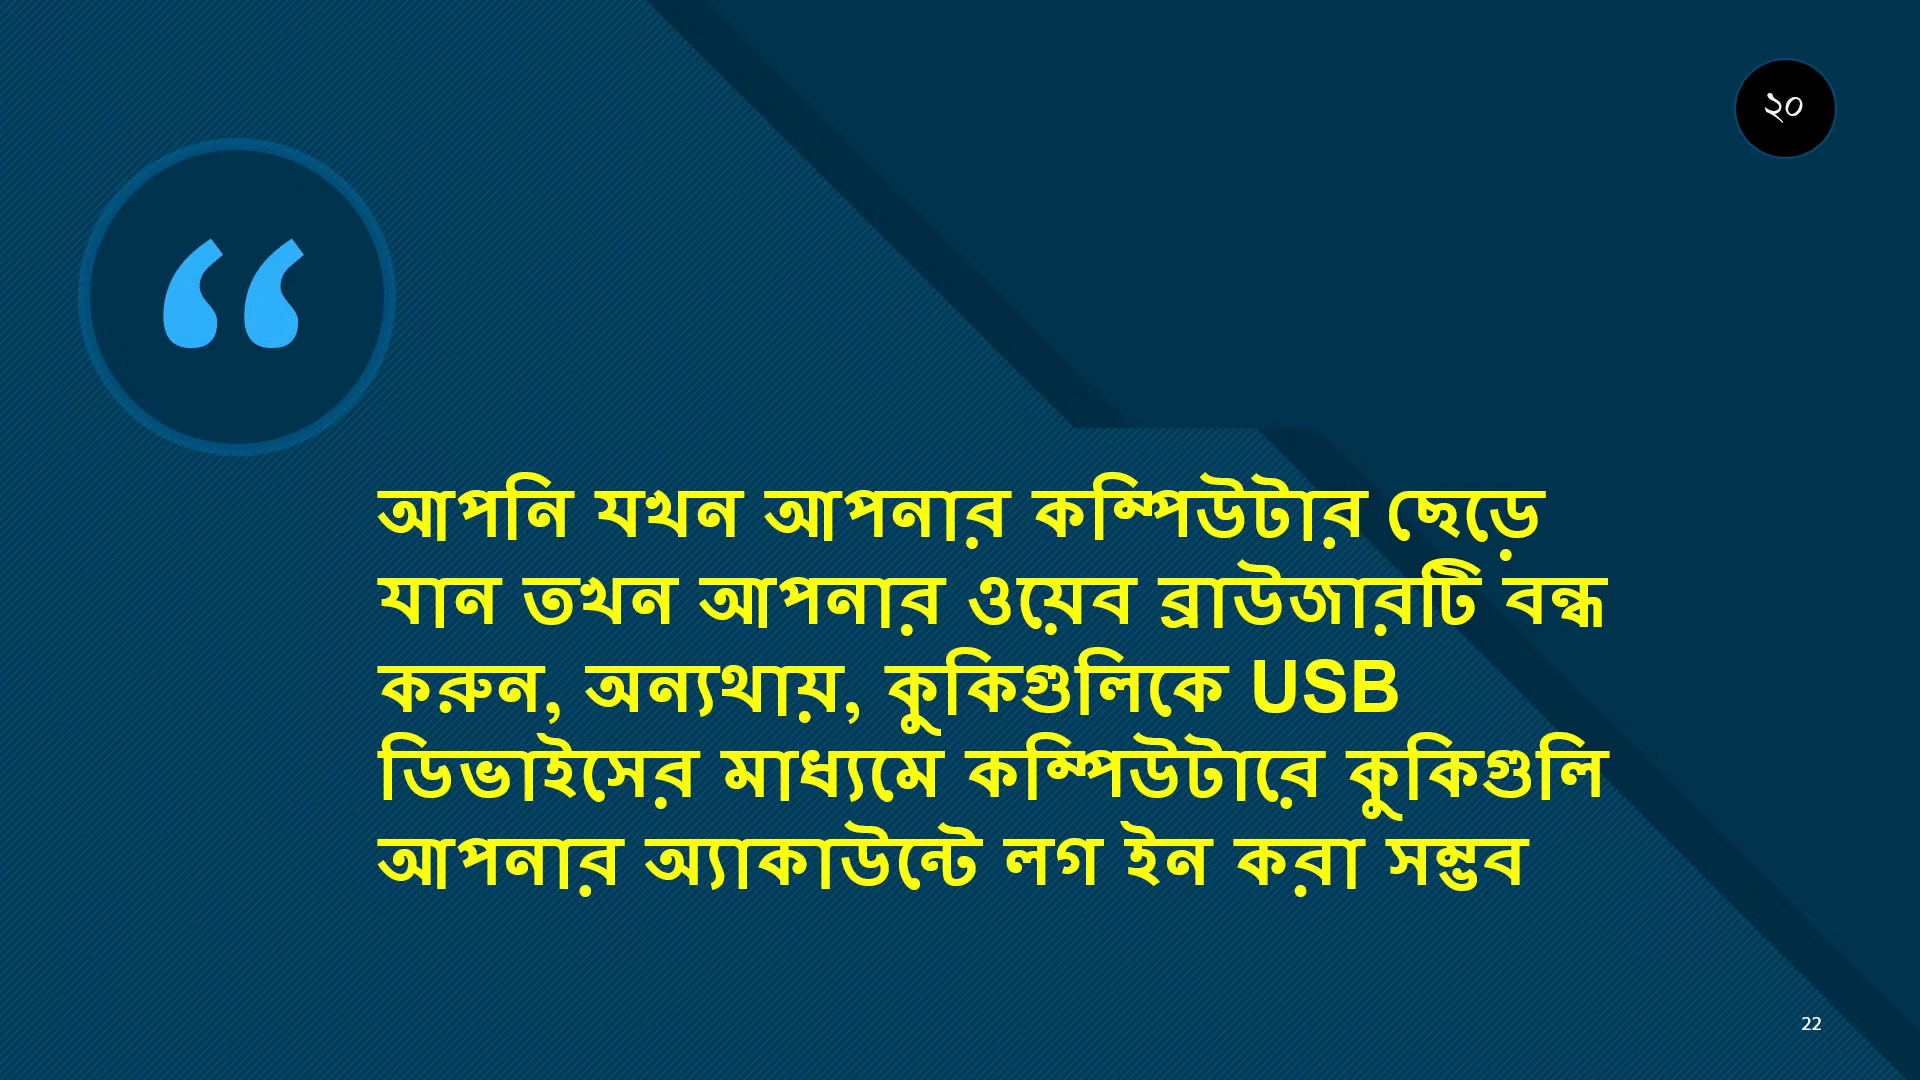 ২০
“
আপনি যখন আপনার কম্পিউটার ছেড়ে
যান তখন আপনার ওয়েব ব্রাউজারটি বন্ধ
করুন, অন্যথায়, কুকিগুলিকে USB
ডিভাইসের মাধ্যমে কম্পিউটারে কুকিগুলি
আপনার অ্যাকাউন্টে লগ ইন করা সম্ভব
22